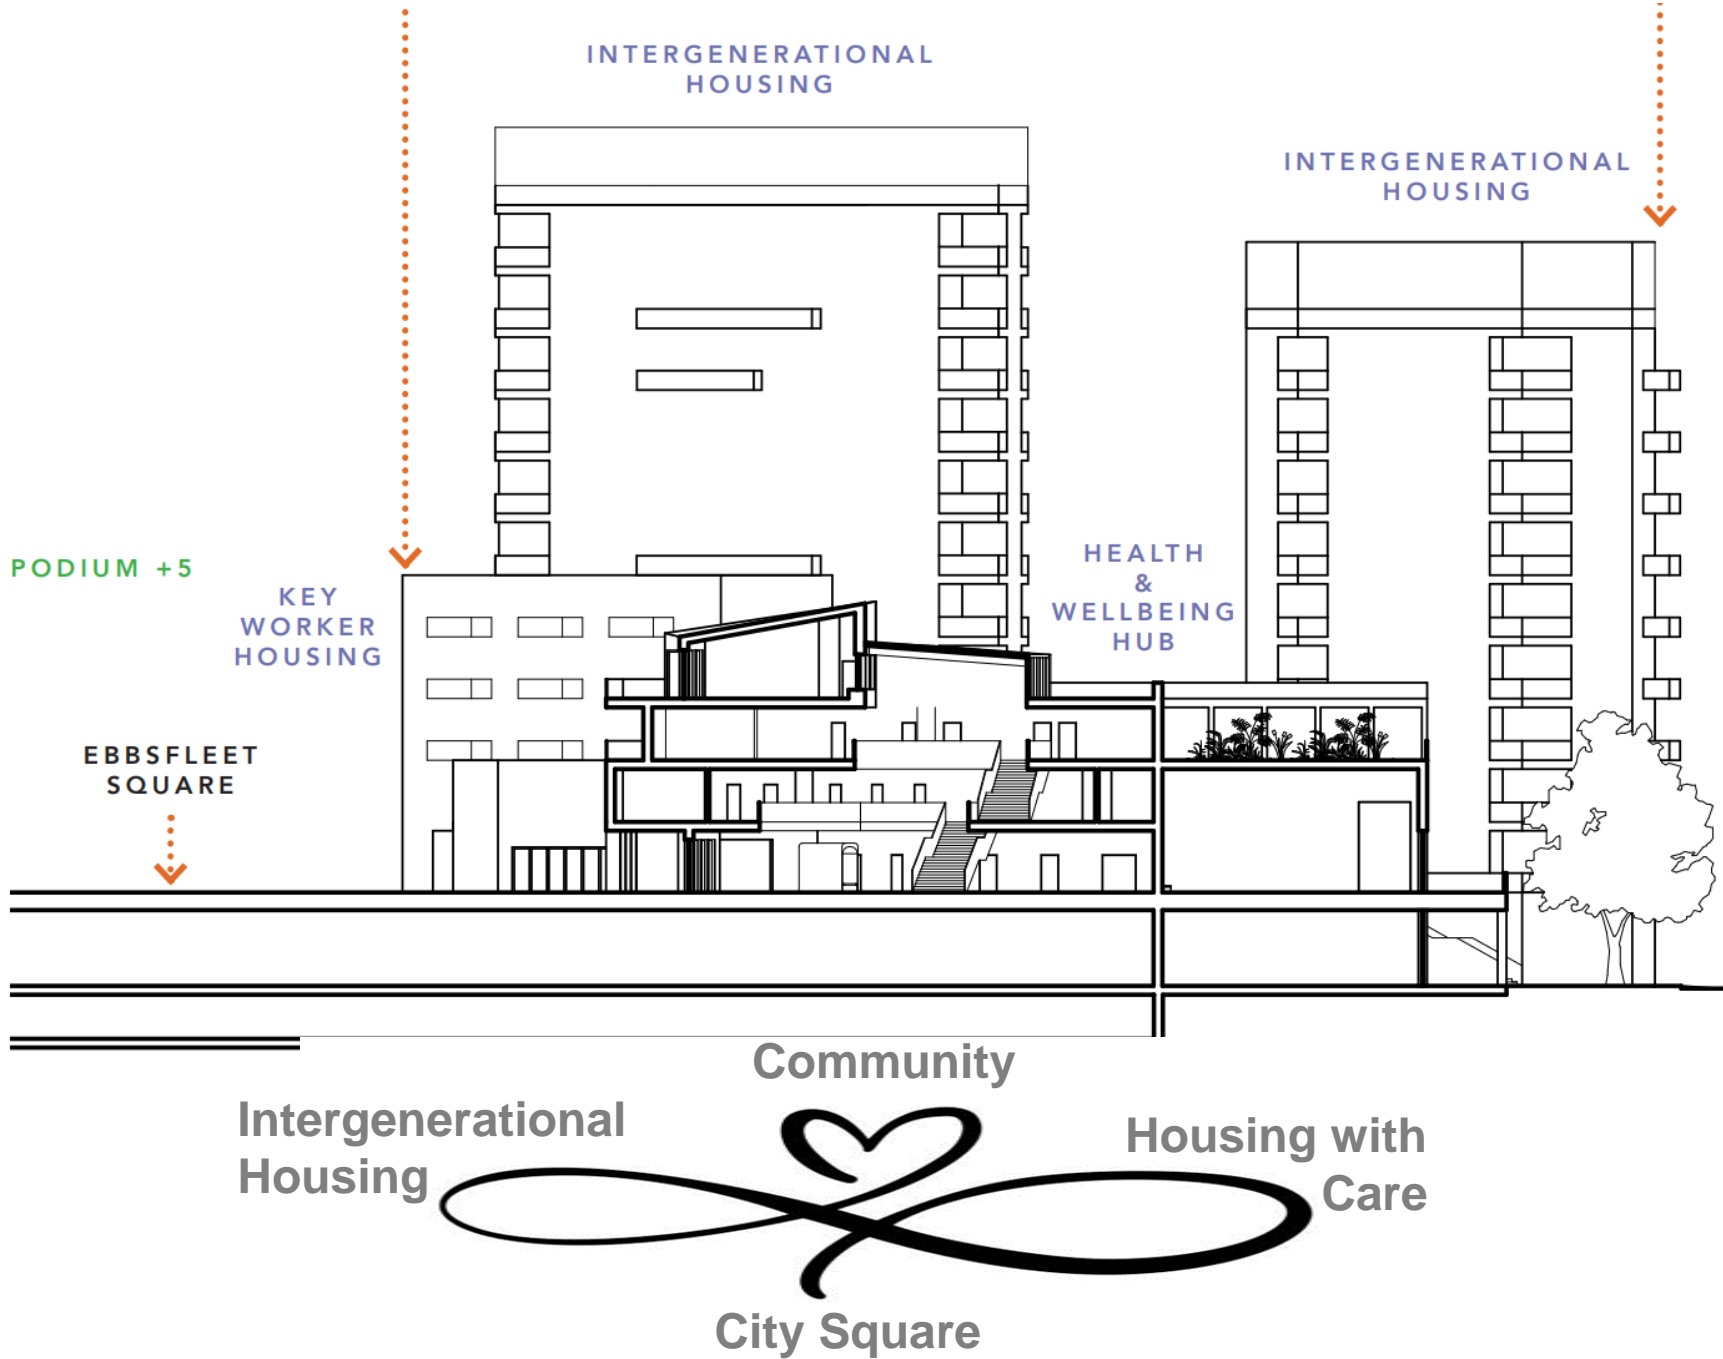 INTERGENERATIONAL
HOUSING
INTERGENERATIONAL
HOUSING
PODIUM +5
KEY
WORKER
HOUSING
HEALTH
&
WELLBEING
HUB
EBBSFLEET
SQUARE
Community
Intergenerational
Housing
Housing with
Care
City Square